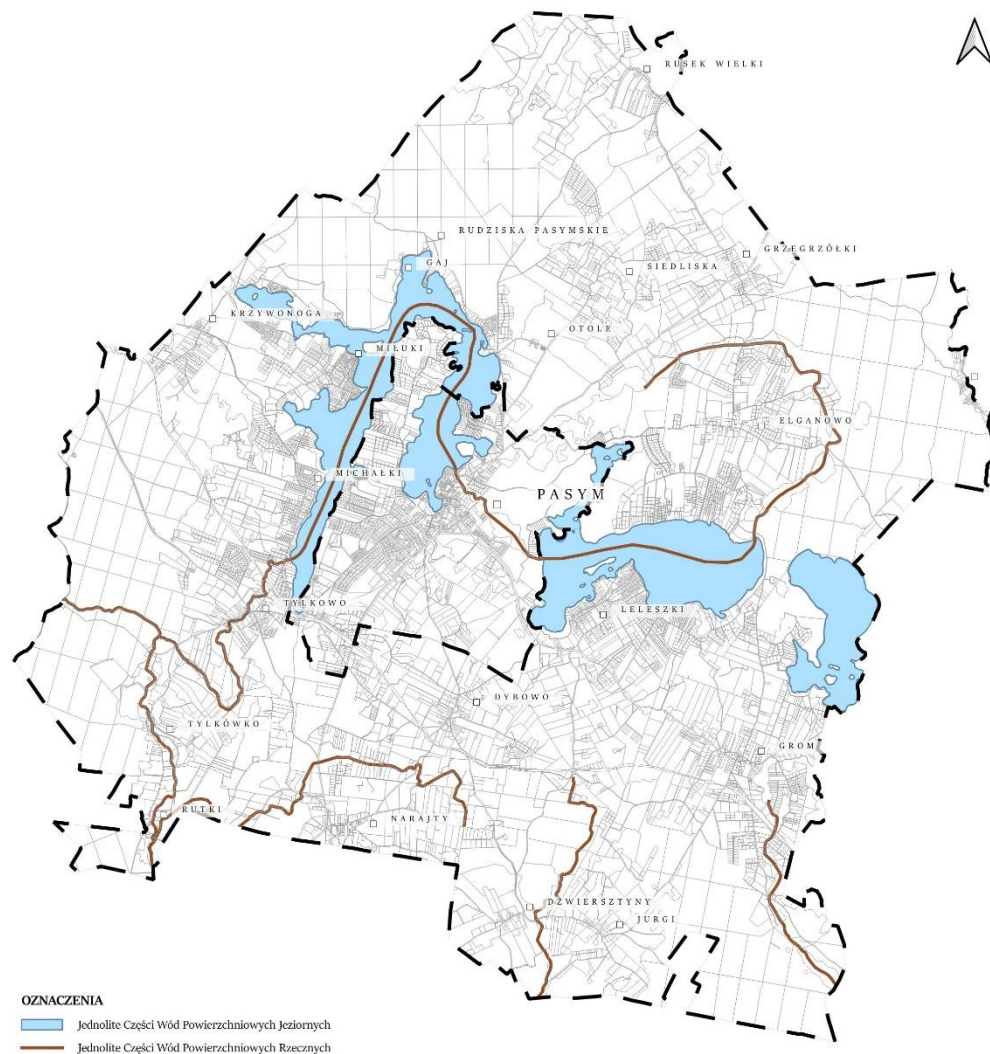 RUSEK WIELKI
RUDZISKA PASYMSKIE
GRZEGRZÓŁKI
GAJ
SIEDLISKA
KRZYWONOGA
OTOLE
MIŁUKI
ELGANOWO
MICHAŁKI
PASYM
TYLKOWO
LELESZKI
DYBOWO
TYLKÓWKO
GROM
RUTKI
NARAJTY
DŹWIERSZTYNY
JURGI
OZNACZENIA
Jednolite Części Wód Powierzchniowych Jeziornych
Jednolite Części Wód Powierzchniowych Rzecznych